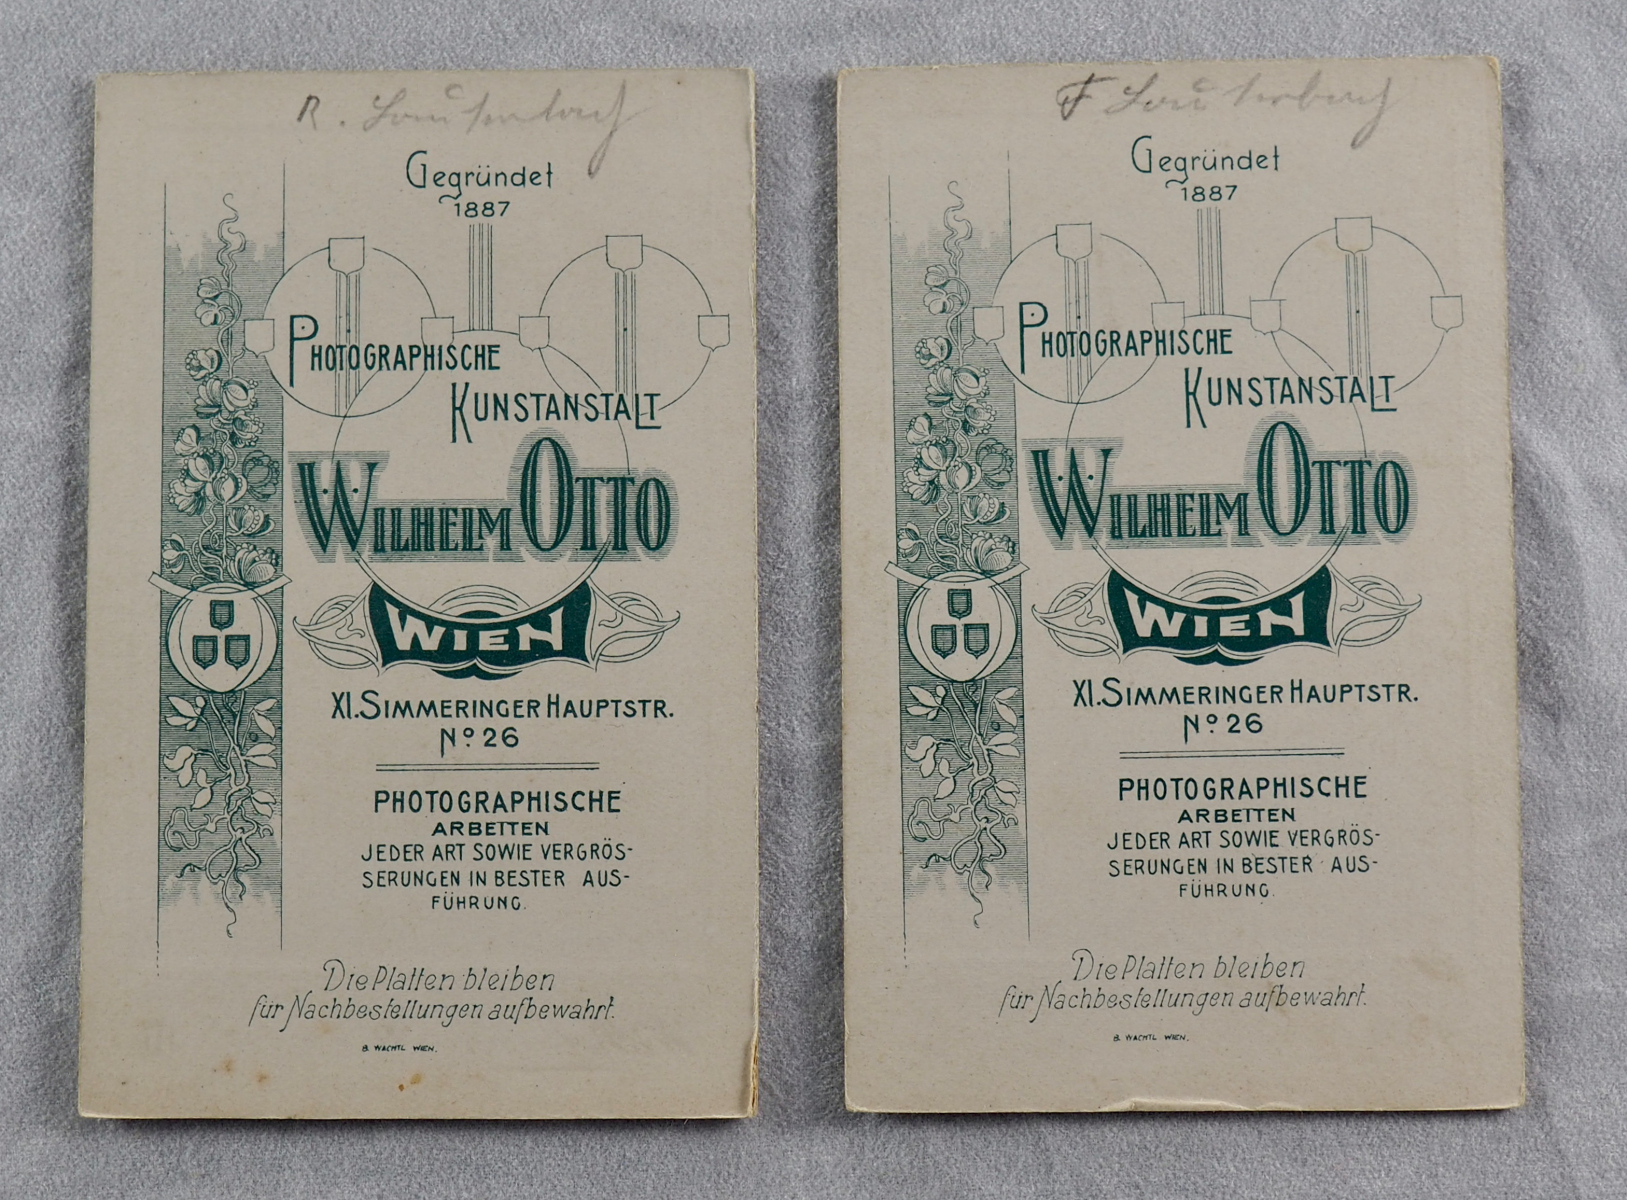 R. Lauterbach
Gegründet
1887
PHOTOGRAPHISCHE
KUNSTANSTALT
WILHELM OTTO
WIEN
XI. SIMMERINGER HAUPTSTR.
No 26
PHOTOGRAPHISCHE
ARBEITEN
JEDER ART SOWIE VERGRÖS-
SERUNGEN IN BESTER AUS-
FÜHRUNG.
Die Platten bleiben
für Nachbestellungen aufbewahrt.
B. WACHTL WIEN.
F Lauterbach
Gegründet
1887
PHOTOGRAPHISCHE
KUNSTANSTALT
WILHELM OTTO
WIEN
XI. SIMMERINGER HAUPTSTR.
No 26
PHOTOGRAPHISCHE
ARBEITEN
JEDER ART SOWIE VERGRÖS-
SERUNGEN IN BESTER AUS-
FÜHRUNG.
Die Platten bleiben
für Nachbestellungen aufbewahrt.
B. WACHTL WIEN.